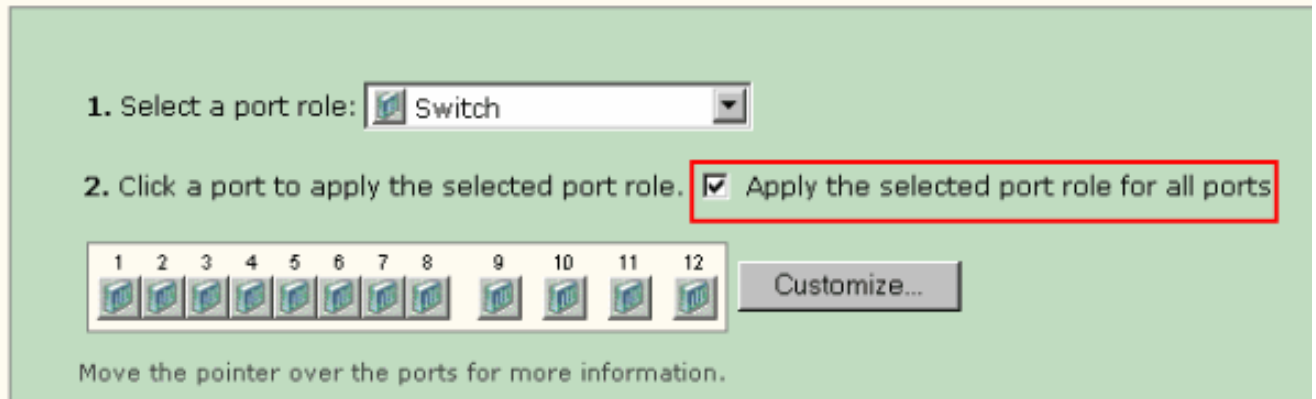 1. Select a port role: Switch
2. Click a port to apply the selected port role. Apply the selected port role for all ports
1 2 3 4 5 6 7 8 9 10 11 12
Customize...
Move the pointer over the ports for more information.